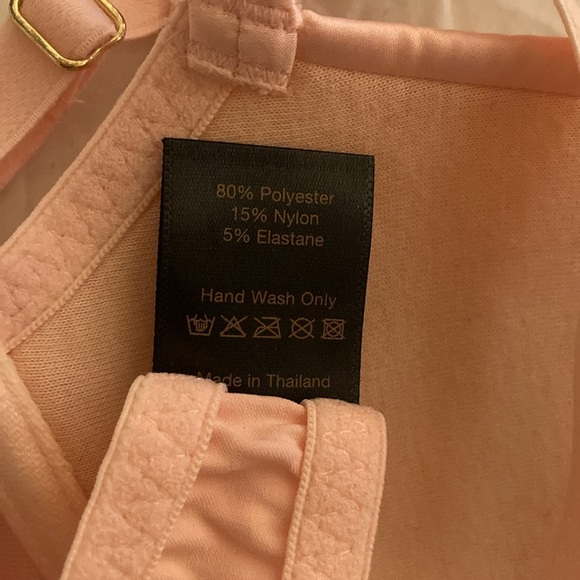 80% Polyester
15% Nylon
5% Elastane
Hand Wash Only
Made in Thailand